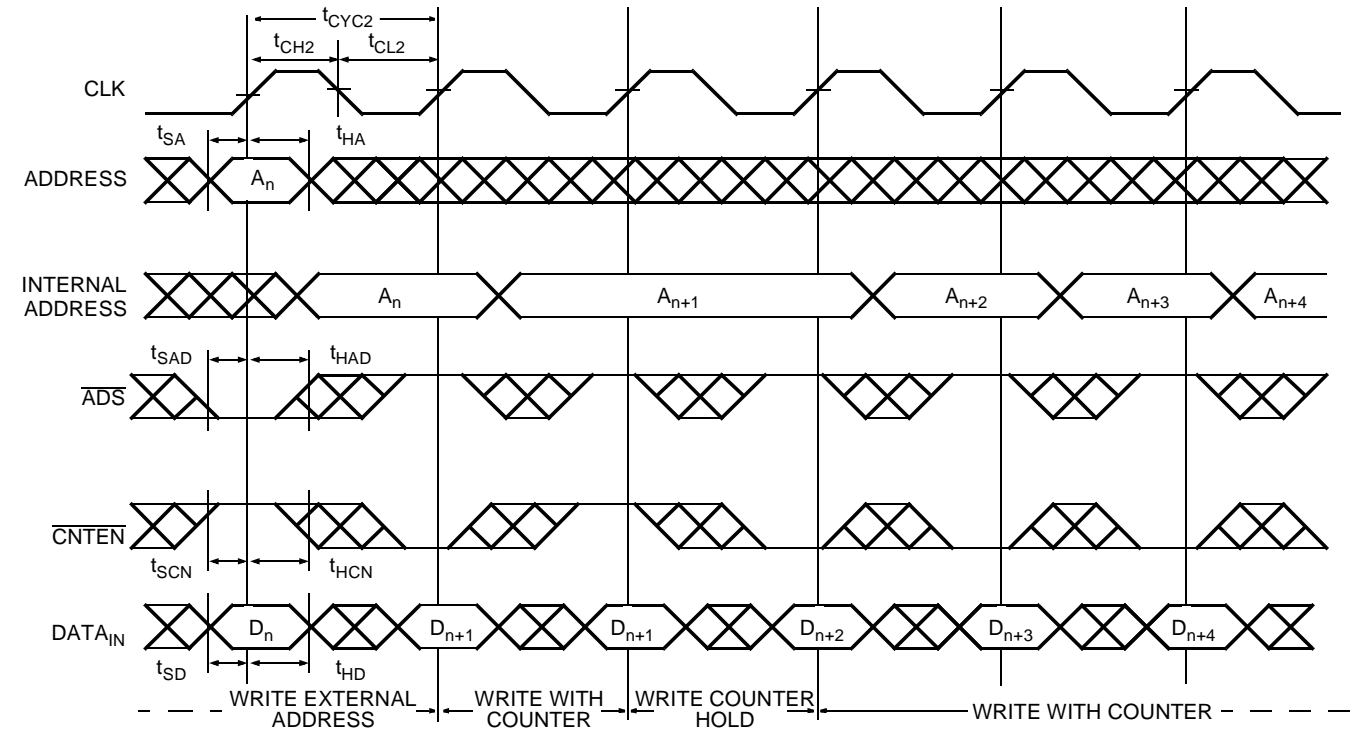 tCYC2
tCH2 tCL2
CLK
tSA tHA
ADDRESS An
INTERNAL
ADDRESS
An An+1 An+2 An+3 An+4
tSAD tHAD
ADS
CNTEN
tSCN tHCN
DATAIN Dn Dn+1 Dn+1 Dn+2 Dn+3 Dn+4
tSD tHD
WRITE EXTERNAL
ADDRESS
WRITE WITH
COUNTER
WRITE COUNTER
HOLD
WRITE WITH COUNTER